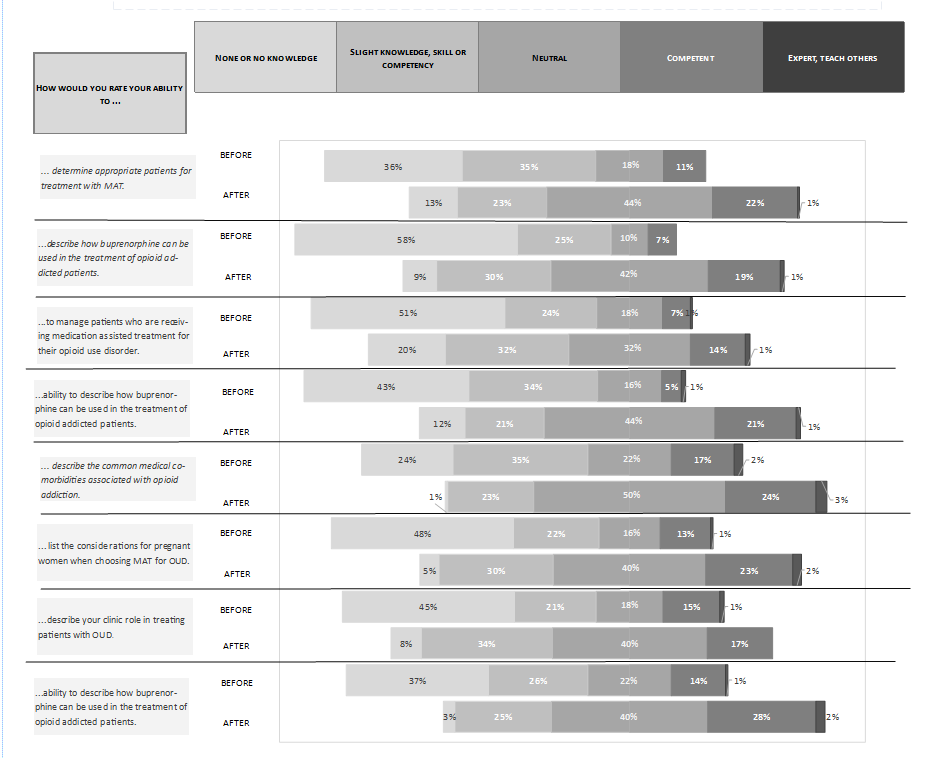 NONE OR NO KNOWLEDGE
SLIGHT KNOWLEDGE, SKILL OR
COMPETENCY
NEUTRAL
COMPETENT
EXPERT, TEACH OTHERS
HOW WOULD YOU RATE YOUR ABILITY
TO ...
... determine appropriate patients for
treatment with MAT.
BEFORE
36% 35% 18% 11%
AFTER
13% 23% 44% 22% 1%
...describe how buprenorphine can be
used in the treatment of opioid ad-
dicted patients.
BEFORE
58% 25% 10% 7%
AFTER
9% 30% 42% 19% 1%
...to manage patients who are receiv-
ing medication assisted treatment for
their opioid use disorder.
BEFORE
51% 24% 18% 7% 1%
AFTER
20% 32% 32% 14% 1%
...ability to describe how buprenor-
phine can be used in the treatment of
opioid addicted patients.
BEFORE
43% 34% 16% 5% 1%
AFTER
12% 21% 44% 21% 1%
... describe the common medical co-
morbidities associated with opioid
addiction.
BEFORE
24% 35% 22% 17% 2%
AFTER
1% 23% 50% 24% 3%
... list the considerations for pregnant
women when choosing MAT for OUD.
BEFORE
48% 22% 16% 13% 1%
AFTER
5% 30% 40% 23% 2%
...describe your clinic role in treating
patients with OUD.
BEFORE
45% 21% 18% 15% 1%
AFTER
8% 34% 40% 17%
...ability to describe how buprenor-
phine can be used in the treatment of
opioid addicted patients.
BEFORE
37% 26% 22% 14% 1%
AFTER
3% 25% 40% 28% 2%